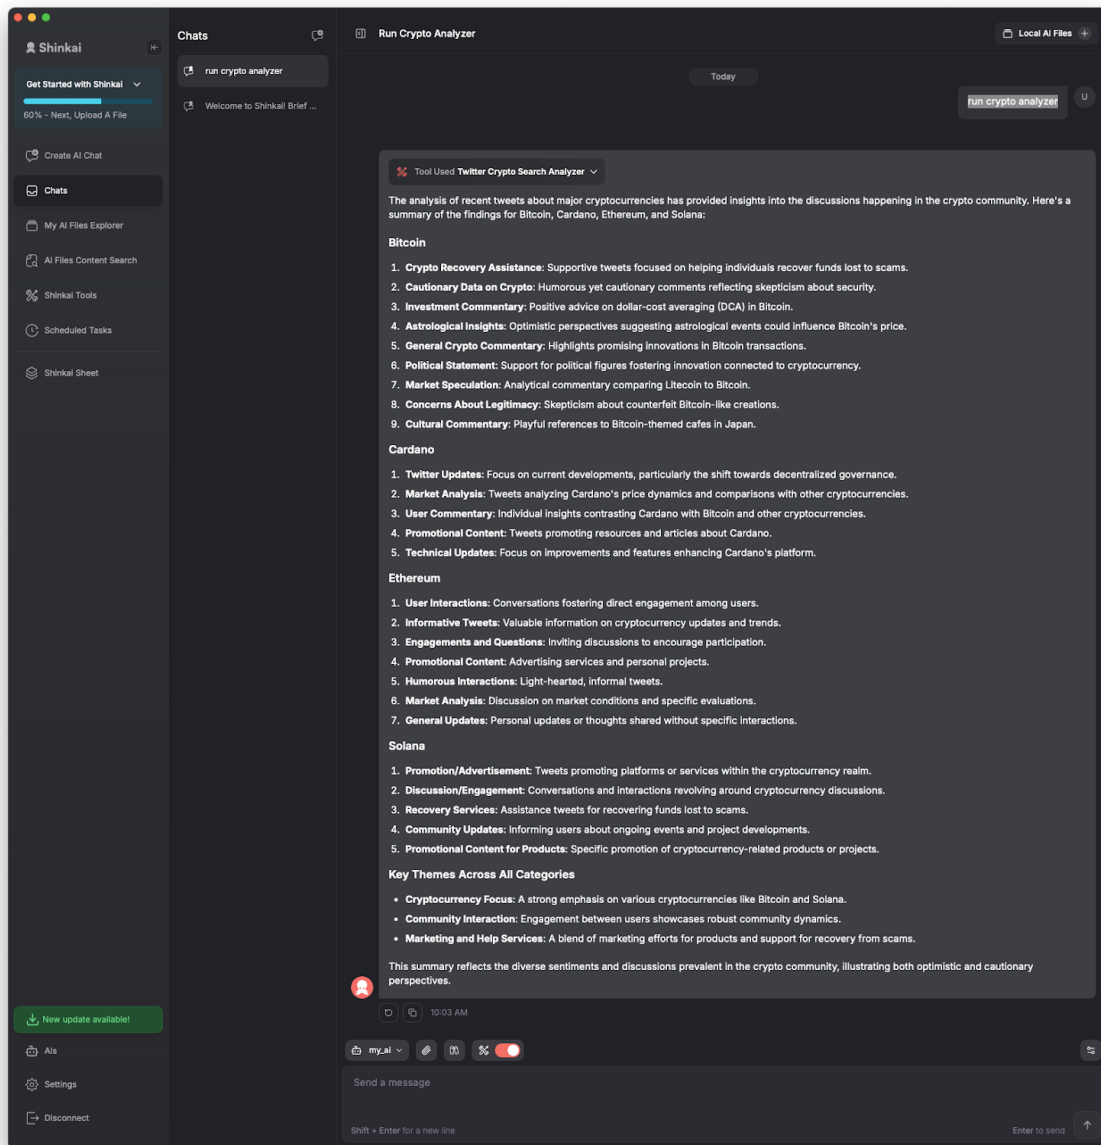 Shinkai
Get Started with Shinkai
60% - Next, Upload A File
Create AI Chat
Chats
My AI Files Explorer
AI Files Content Search
Shinkai Tools
Scheduled Tasks
Shinkai Sheet
New update available!
AIs
Settings
Disconnect
Chats
run crypto analyzer
Welcome to Shinkai! Brief ...
Run Crypto Analyzer
Local AI Files
Today
run crypto analyzer
U
Tool Used Twitter Crypto Search Analyzer
The analysis of recent tweets about major cryptocurrencies has provided insights into the discussions happening in the crypto community. Here's a
summary of the findings for Bitcoin, Cardano, Ethereum, and Solana:
Bitcoin
1. Crypto Recovery Assistance: Supportive tweets focused on helping individuals recover funds lost to scams.
2. Cautionary Data on Crypto: Humorous yet cautionary comments reflecting skepticism about security.
3. Investment Commentary: Positive advice on dollar-cost averaging (DCA) in Bitcoin.
4. Astrological Insights: Optimistic perspectives suggesting astrological events could influence Bitcoin's price.
5. General Crypto Commentary: Highlights promising innovations in Bitcoin transactions.
6. Political Statement: Support for political figures fostering innovation connected to cryptocurrency.
7. Market Speculation: Analytical commentary comparing Litecoin to Bitcoin.
8. Concerns About Legitimacy: Skepticism about counterfeit Bitcoin-like creations.
9. Cultural Commentary: Playful references to Bitcoin-themed cafes in Japan.
Cardano
1. Twitter Updates: Focus on current developments, particularly the shift towards decentralized governance.
2. Market Analysis: Tweets analyzing Cardano's price dynamics and comparisons with other cryptocurrencies.
3. User Commentary: Individual insights contrasting Cardano with Bitcoin and other cryptocurrencies.
4. Promotional Content: Tweets promoting resources and articles about Cardano.
5. Technical Updates: Focus on improvements and features enhancing Cardano's platform.
Ethereum
1. User Interactions: Conversations fostering direct engagement among users.
2. Informative Tweets: Valuable information on cryptocurrency updates and trends.
3. Engagements and Questions: Inviting discussions to encourage participation.
4. Promotional Content: Advertising services and personal projects.
5. Humorous Interactions: Light-hearted, informal tweets.
6. Market Analysis: Discussion on market conditions and specific evaluations.
7. General Updates: Personal updates or thoughts shared without specific interactions.
Solana
1. Promotion/Advertisement: Tweets promoting platforms or services within the cryptocurrency realm.
2. Discussion/Engagement: Conversations and interactions revolving around cryptocurrency discussions.
3. Recovery Services: Assistance tweets for recovering funds lost to scams.
4. Community Updates: Informing users about ongoing events and project developments.
5. Promotional Content for Products: Specific promotion of cryptocurrency-related products or projects.
Key Themes Across All Categories
• Cryptocurrency Focus: A strong emphasis on various cryptocurrencies like Bitcoin and Solana.
• Community Interaction: Engagement between users showcases robust community dynamics.
• Marketing and Help Services: A blend of marketing efforts for products and support for recovery from scams.
This summary reflects the diverse sentiments and discussions prevalent in the crypto community, illustrating both optimistic and cautionary
perspectives.
10:03 AM
my_ai
Send a message
Shift + Enter for a new line
Enter to send